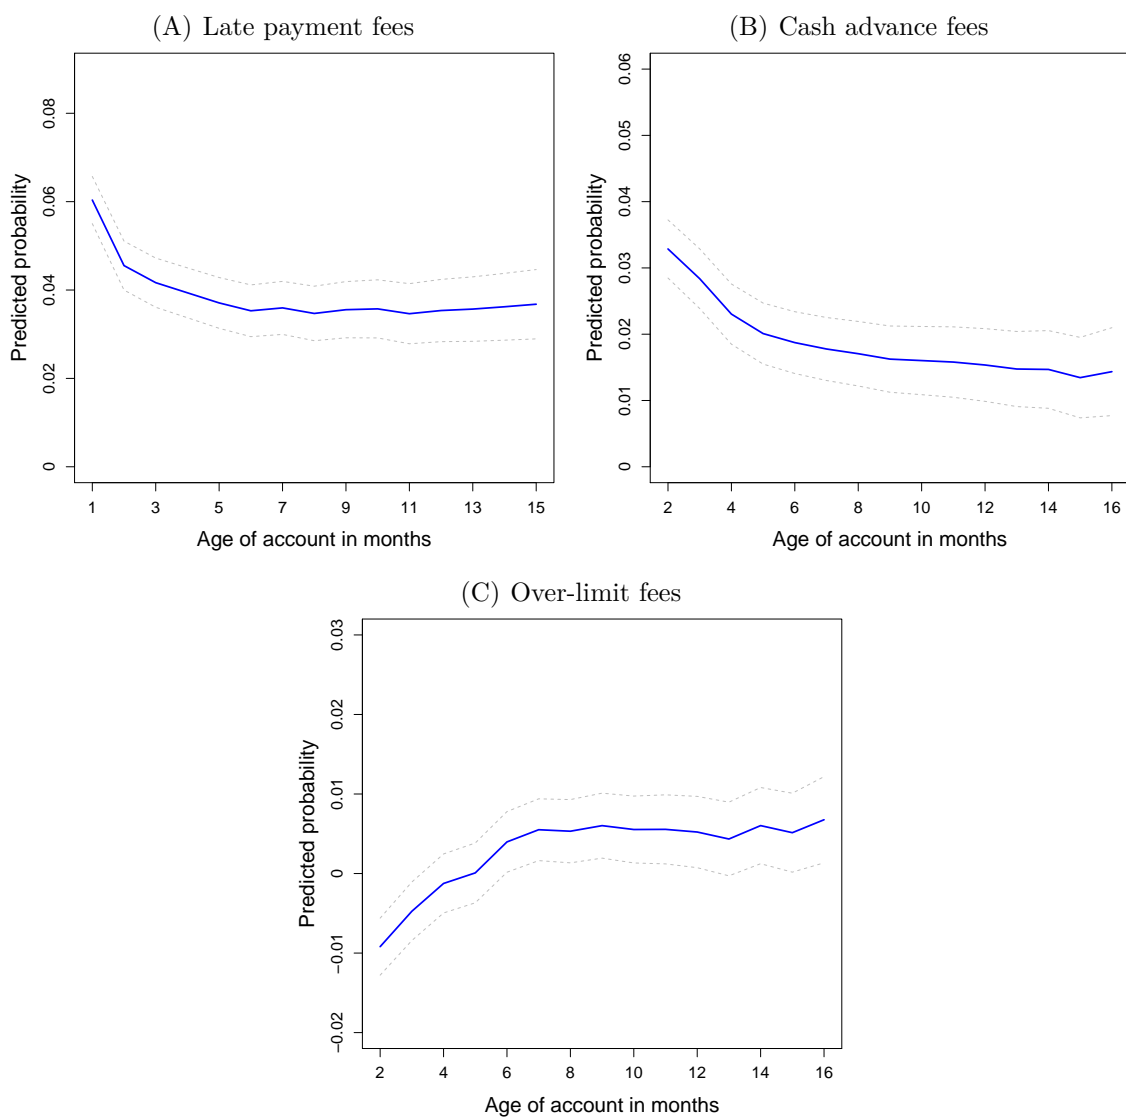 (A) Late payment fees
Predicted probability
0.08
0.06
0.04
0.02
0
1 3 5 7 9 11 13 15
Age of account in months
(B) Cash advance fees
Predicted probability
0.06
0.05
0.04
0.03
0.02
0.01
0
2 4 6 8 10 12 14 16
Age of account in months
(C) Over-limit fees
Predicted probability
0.03
0.02
0.01
0
−0.01
−0.02
2 4 6 8 10 12 14 16
Age of account in months